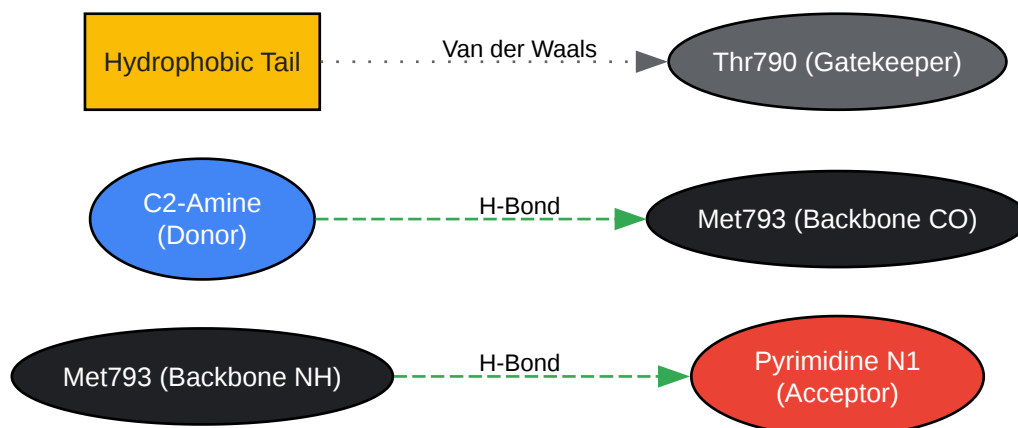 Hydrophobic Tail
Van der Waals
Thr790 (Gatekeeper)
C2-Amine
(Donor)
H-Bond
Met793 (Backbone CO)
Met793 (Backbone NH)
H-Bond
Pyrimidine N1
(Acceptor)